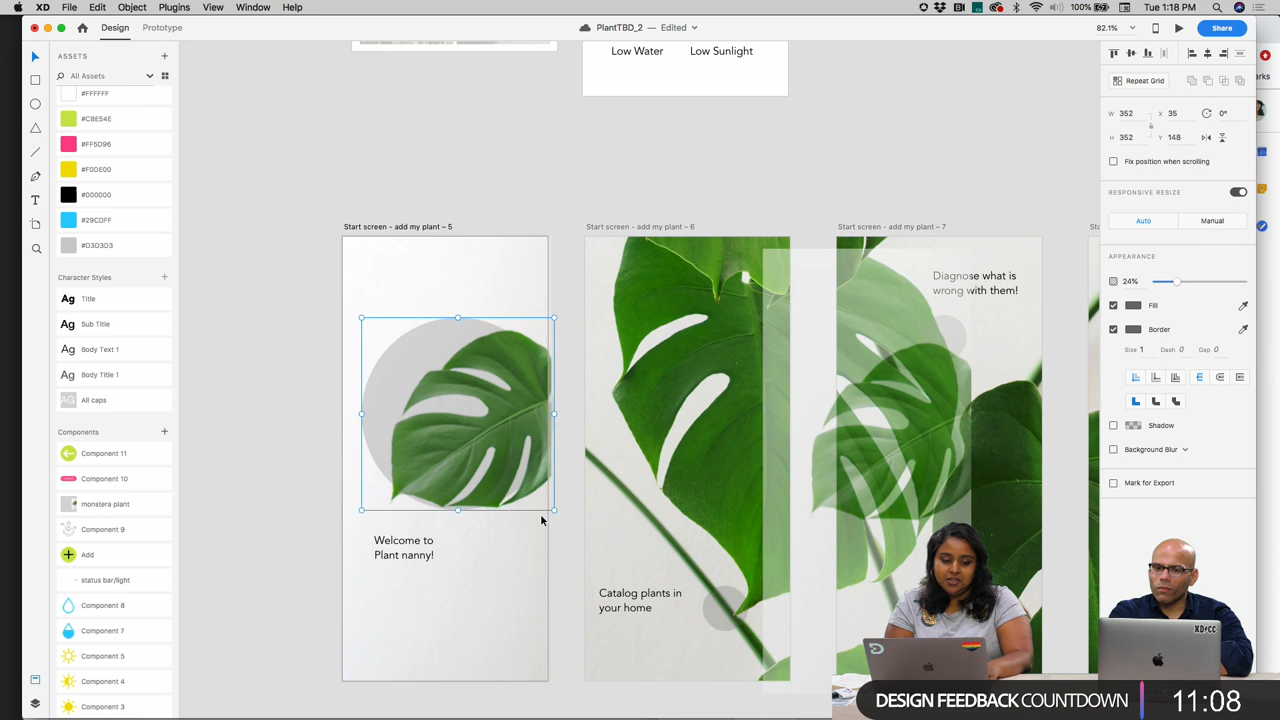 XD File Edit Object Plugins View Window Help
100% Tue 1:18 PM
Design Prototype
PlantTBD_2 — Edited
82.1%
Share
ASSETS
All Assets
#FFFFFF
#CBE54E
#FF5D96
#F0DE00
#000000
#29CDFF
#D3D3D3
Character Styles
Ag Title
Ag Sub Title
Ag Body Text 1
Ag Body Title 1
AG All caps
Components
Component 11
Component 10
monstera plant
Component 9
Add
status bar/light
Component 8
Component 7
Component 5
Component 4
Component 3
Low Water Low Sunlight
Start screen - add my plant – 5
Welcome to
Plant nanny!
Start screen - add my plant – 6
Catalog plants in
your home
Start screen - add my plant – 7
Diagnose what is
wrong with them!
Sta
Repeat Grid
W 352 X 35 0°
H 352 Y 148
Fix position when scrolling
RESPONSIVE RESIZE
Auto Manual
APPEARANCE
24%
Fill
Border
Size 1 Dash 0 Gap 0
Shadow
Background Blur
Mark for Export
arks
XD+CC
DESIGN FEEDBACK COUNTDOWN 11:08